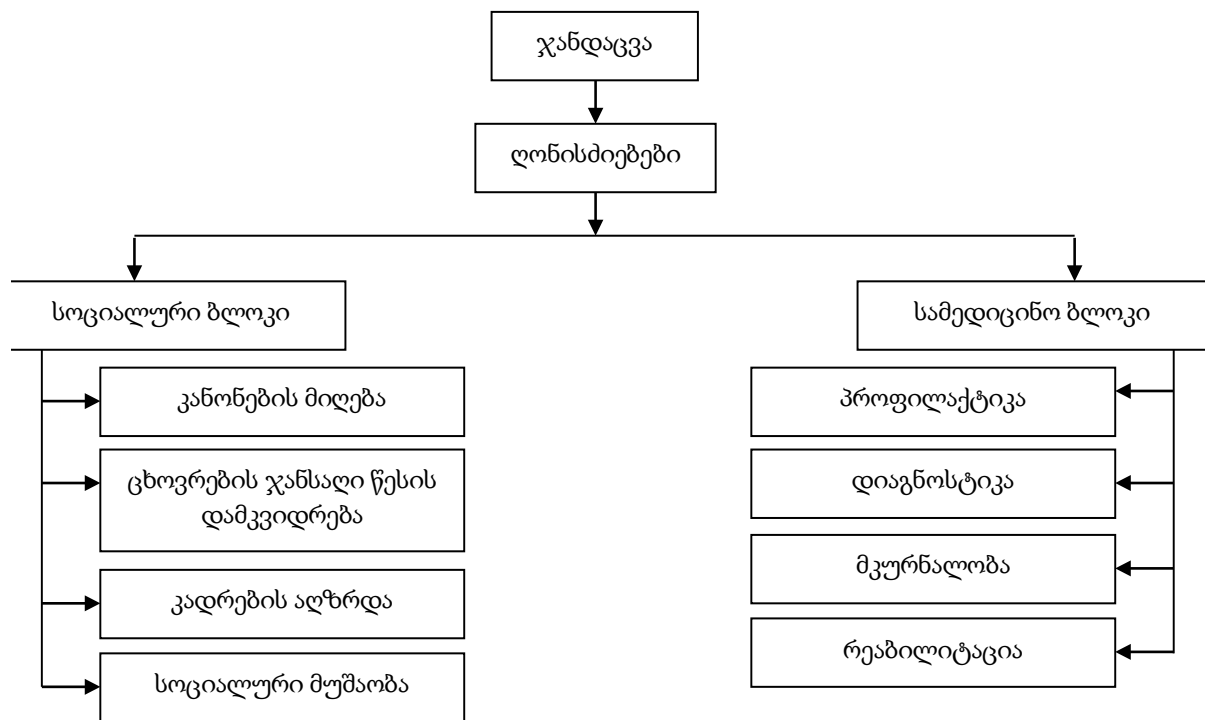 ჯანდაცვა
ღონისძიებები
სოციალური ბლოკი
კანონების მიღება
ცხოვრების ჯანსაღი წესის
დამკვიდრება
კადრების აღზრდა
სოციალური მუშაობა
სამედიცინო ბლოკი
პროფილაქტიკა
დიაგნოსტიკა
მკურნალობა
რეაბილიტაცია